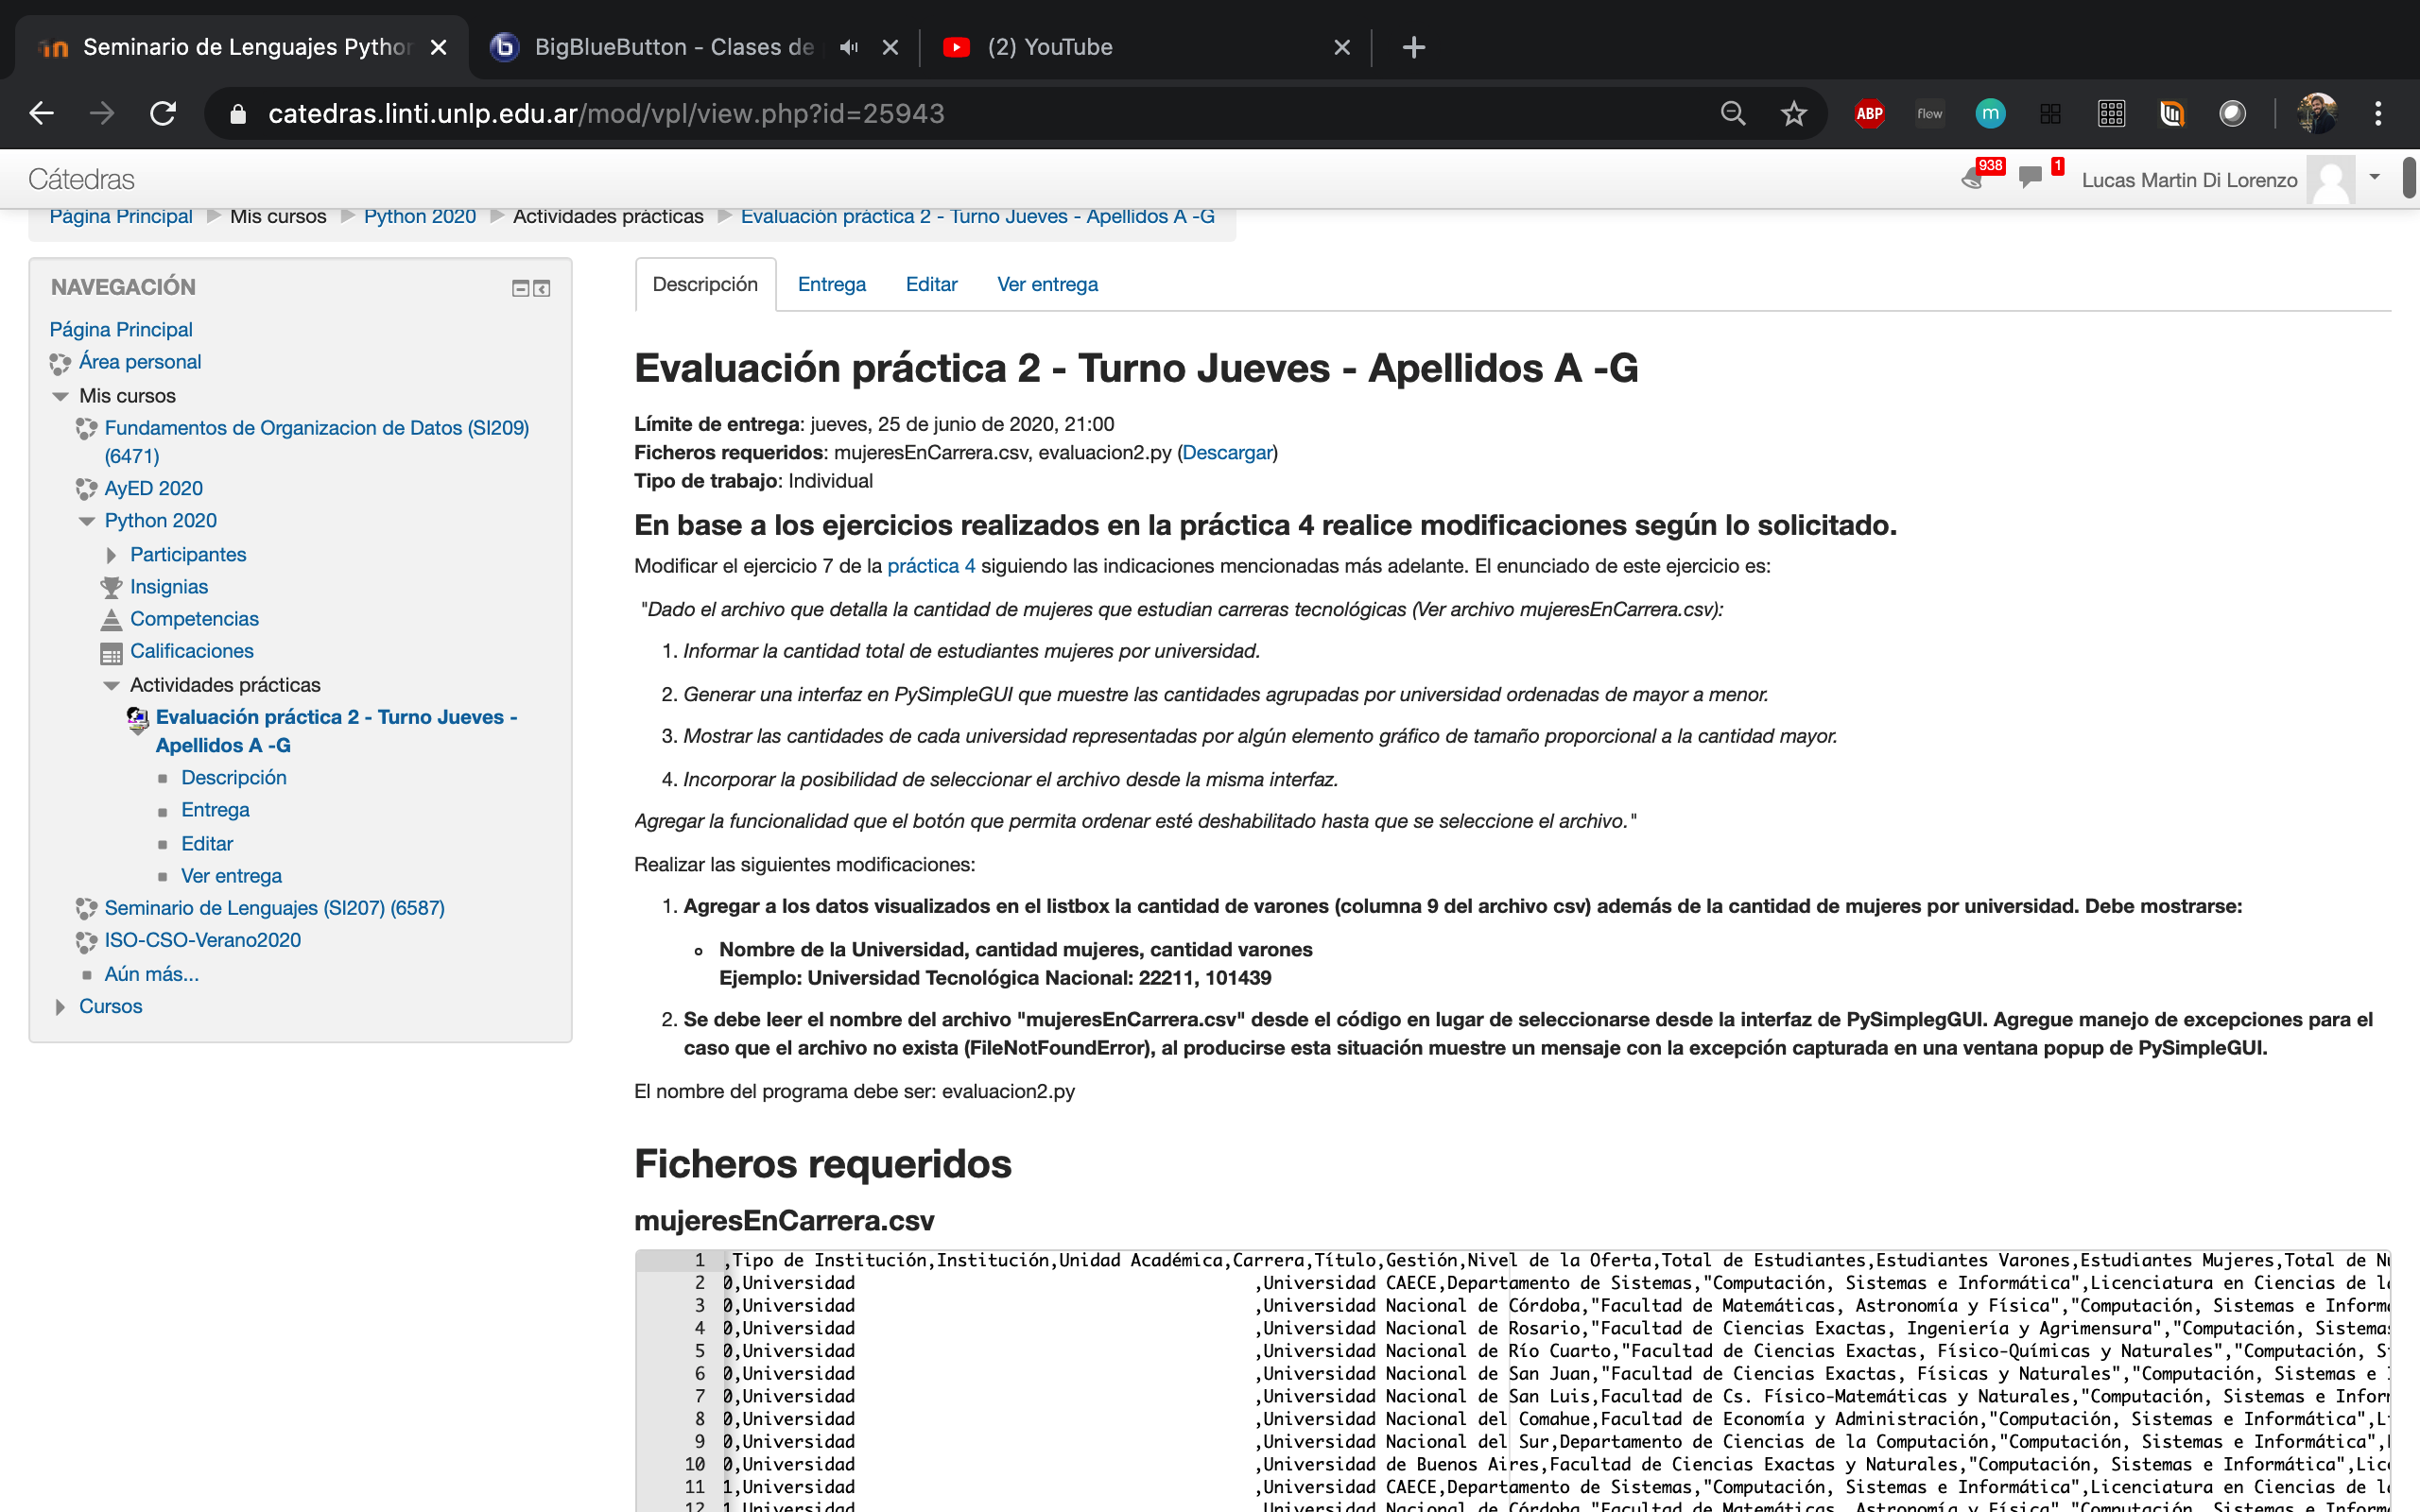 Seminario de Lenguajes Python
BigBlueButton - Clases de
(2) YouTube
catedras.linti.unlp.edu.ar/mod/vpl/view.php?id=25943
ABP
flew
m
Cátedras
938
1
Lucas Martin Di Lorenzo
Página Principal Mis cursos Python 2020 Actividades prácticas Evaluación práctica 2 - Turno Jueves - Apellidos A -G
NAVEGACIÓN
Página Principal
Área personal
Mis cursos
Fundamentos de Organizacion de Datos (SI209)
(6471)
AyED 2020
Python 2020
Participantes
Insignias
Competencias
Calificaciones
Actividades prácticas
Evaluación práctica 2 - Turno Jueves -
Apellidos A -G
Descripción
Entrega
Editar
Ver entrega
Seminario de Lenguajes (SI207) (6587)
ISO-CSO-Verano2020
Aún más...
Cursos
Descripción Entrega Editar Ver entrega
Evaluación práctica 2 - Turno Jueves - Apellidos A -G
Límite de entrega: jueves, 25 de junio de 2020, 21:00
Ficheros requeridos: mujeresEnCarrera.csv, evaluacion2.py (Descargar)
Tipo de trabajo: Individual
En base a los ejercicios realizados en la práctica 4 realice modificaciones según lo solicitado.
Modificar el ejercicio 7 de la práctica 4 siguiendo las indicaciones mencionadas más adelante. El enunciado de este ejercicio es:
"Dado el archivo que detalla la cantidad de mujeres que estudian carreras tecnológicas (Ver archivo mujeresEnCarrera.csv):
1. Informar la cantidad total de estudiantes mujeres por universidad.
2. Generar una interfaz en PySimpleGUI que muestre las cantidades agrupadas por universidad ordenadas de mayor a menor.
3. Mostrar las cantidades de cada universidad representadas por algún elemento gráfico de tamaño proporcional a la cantidad mayor.
4. Incorporar la posibilidad de seleccionar el archivo desde la misma interfaz.
Agregar la funcionalidad que el botón que permita ordenar esté deshabilitado hasta que se seleccione el archivo."
Realizar las siguientes modificaciones:
1. Agregar a los datos visualizados en el listbox la cantidad de varones (columna 9 del archivo csv) además de la cantidad de mujeres por universidad. Debe mostrarse:
Nombre de la Universidad, cantidad mujeres, cantidad varones
Ejemplo: Universidad Tecnológica Nacional: 22211, 101439
2. Se debe leer el nombre del archivo "mujeresEnCarrera.csv" desde el código en lugar de seleccionarse desde la interfaz de PySimplegGUI. Agregue manejo de excepciones para el
caso que el archivo no exista (FileNotFoundError), al producirse esta situación muestre un mensaje con la excepción capturada en una ventana popup de PySimpleGUI.
El nombre del programa debe ser: evaluacion2.py
Ficheros requeridos
mujeresEnCarrera.csv
1 ,Tipo de Institución,Institución,Unidad Académica,Carrera,Título,Gestión,Nivel de la Oferta,Total de Estudiantes,Estudiantes Varones,Estudiantes Mujeres,Total de Nu
2 0,Universidad ,Universidad CAECE,Departamento de Sistemas,"Computación, Sistemas e Informática",Licenciatura en Ciencias de la
3 0,Universidad ,Universidad Nacional de Córdoba,"Facultad de Matemáticas, Astronomía y Física","Computación, Sistemas e Informá
4 0,Universidad ,Universidad Nacional de Rosario,"Facultad de Ciencias Exactas, Ingeniería y Agrimensura","Computación, Sistemas
5 0,Universidad ,Universidad Nacional de Río Cuarto,"Facultad de Ciencias Exactas, Físico-Químicas y Naturales","Computación, S
6 0,Universidad ,Universidad Nacional de San Juan,"Facultad de Ciencias Exactas, Físicas y Naturales","Computación, Sistemas e
7 0,Universidad ,Universidad Nacional de San Luis,Facultad de Cs. Físico-Matemáticas y Naturales,"Computación, Sistemas e Infor
8 0,Universidad ,Universidad Nacional del Comahue,Facultad de Economía y Administración,"Computación, Sistemas e Informática",L
9 0,Universidad ,Universidad Nacional del Sur,Departamento de Ciencias de la Computación,"Computación, Sistemas e Informática",
10 0,Universidad ,Universidad de Buenos Aires,Facultad de Ciencias Exactas y Naturales,"Computación, Sistemas e Informática",Lic
11 1,Universidad ,Universidad CAECE,Departamento de Sistemas,"Computación, Sistemas e Informática",Licenciatura en Ciencias de la
12 1,Universidad ,Universidad Nacional de Córdoba,"Facultad de Matemáticas, Astronomía y Física","Computación, Sistemas e Informá